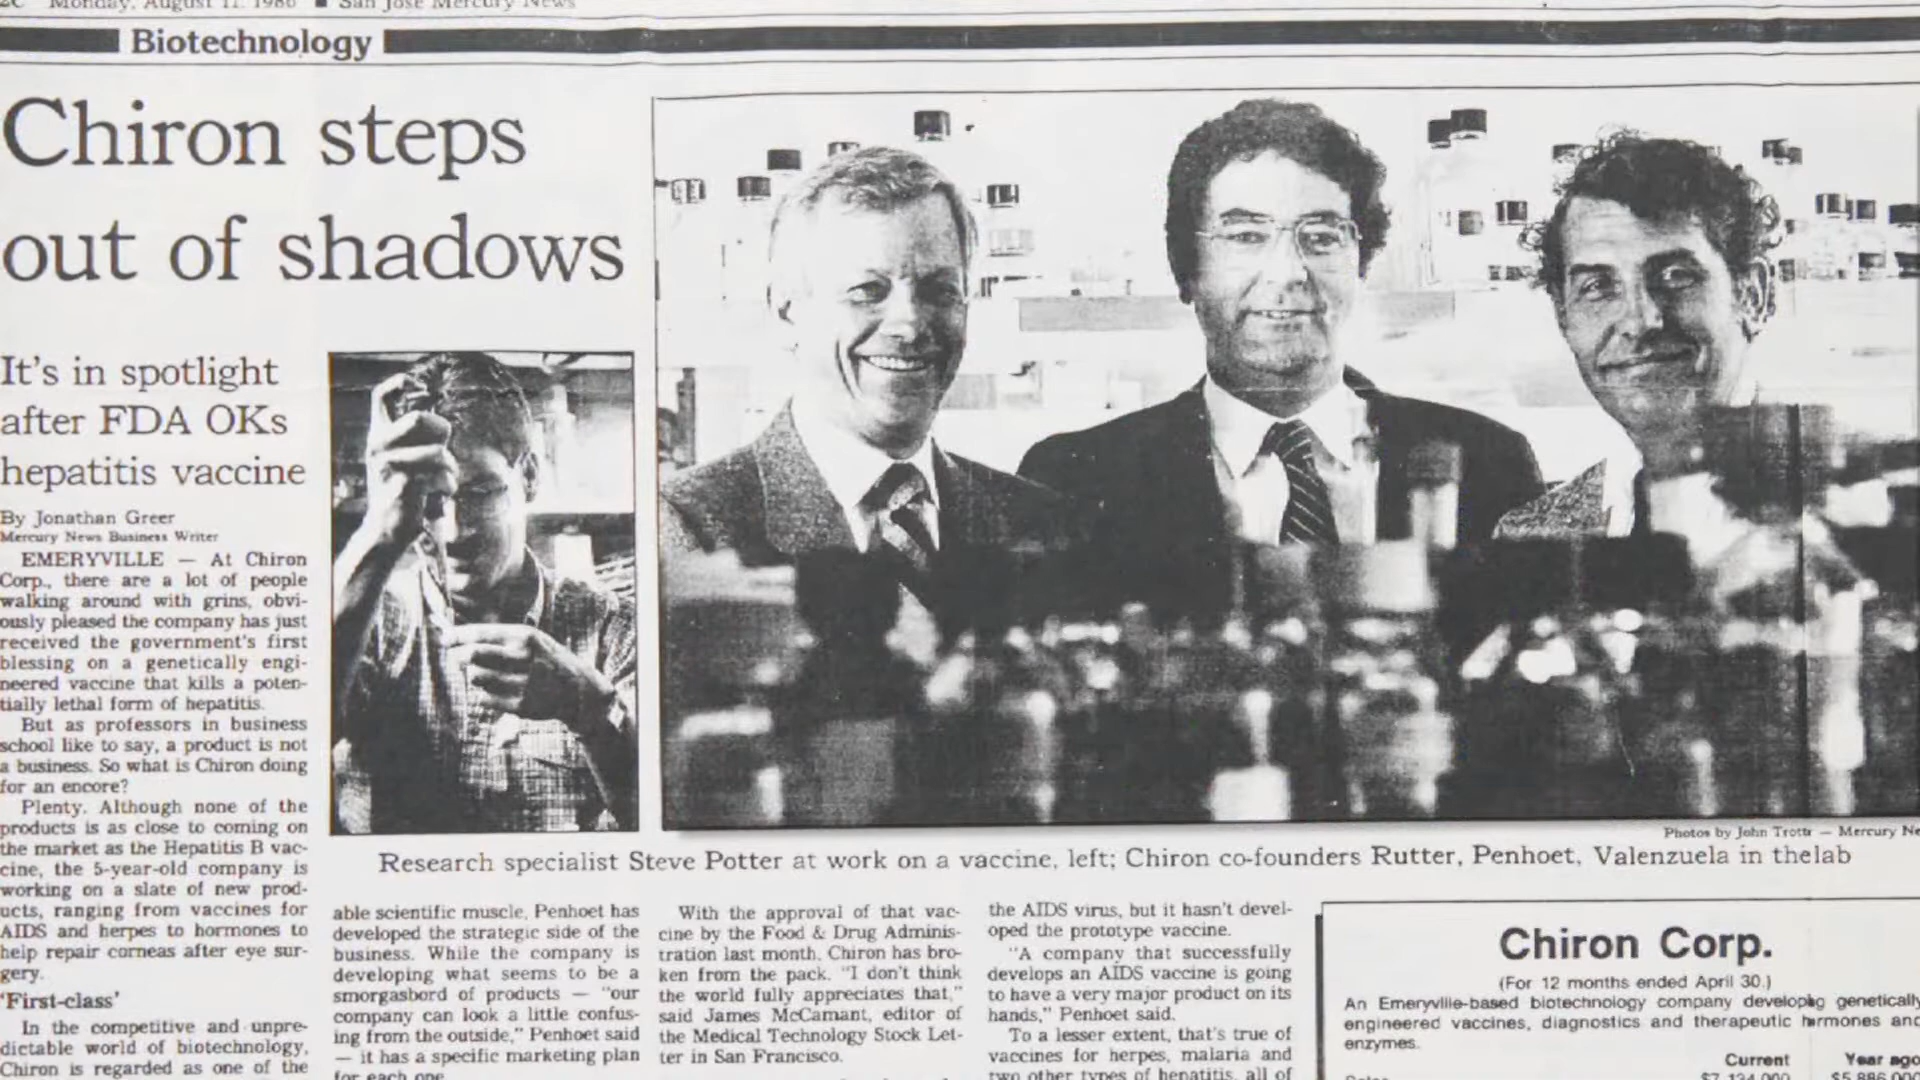 2C Monday, August 11, 1986 ■ San Jose Mercury News
Biotechnology
Chiron steps
out of shadows
It's in spotlight
after FDA OKs
hepatitis vaccine
By Jonathan Greer
Mercury News Business Writer
EMERYVILLE — At Chiron
Corp., there are a lot of people
walking around with grins, obvi-
ously pleased the company has just
received the government's first
blessing on a genetically engi-
neered vaccine that kills a poten-
tially lethal form of hepatitis.
But as professors in business
school like to say, a product is not
a business. So what is Chiron doing
for an encore?
Plenty. Although none of the
products is as close to coming on
the market as the Hepatitis B vac-
cine, the 5-year-old company is
working on a slate of new prod-
ucts, ranging from vaccines for
AIDS and herpes to hormones to
help repair corneas after eye sur-
gery.
'First-class'
In the competitive and unpre-
dictable world of biotechnology,
Chiron is regarded as one of the
Photos by John Trotter — Mercury Ne
Research specialist Steve Potter at work on a vaccine, left; Chiron co-founders Rutter, Penhoet, Valenzuela in thelab
able scientific muscle, Penhoet has
developed the strategic side of the
business. While the company is
developing what seems to be a
smorgasbord of products — "our
company can look a little confus-
ing from the outside," Penhoet said
— it has a specific marketing plan
for each one.
With the approval of that vac-
cine by the Food & Drug Adminis-
tration last month, Chiron has bro-
ken from the pack. "I don't think
the world fully appreciates that,"
said James McCamant, editor of
the Medical Technology Stock Let-
ter in San Francisco.
the AIDS virus, but it hasn't devel-
oped the prototype vaccine.
"A company that successfully
develops an AIDS vaccine is going
to have a very major product on its
hands," Penhoet said.
To a lesser extent, that's true of
vaccines for herpes, malaria and
two other types of hepatitis, all of
Chiron Corp.
(For 12 months ended April 30.)
An Emeryville-based biotechnology company developing genetically
engineered vaccines, diagnostics and therapeutic hormones and
enzymes.
Current Year ago
Sales $7,134,000 $5,886,000